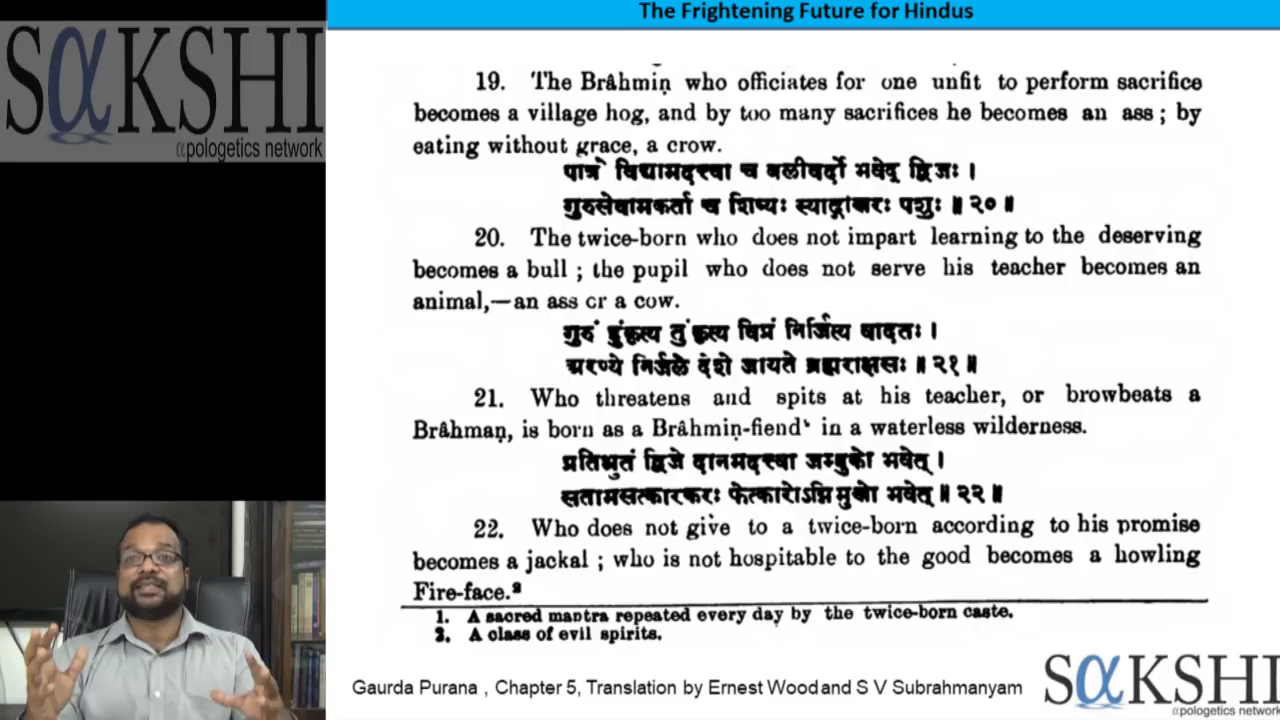 The Frightening Future for Hindus
SαKSHI
αpologetics network
19. The Brâhmiṇ who officiates for one unfit to perform sacrifice
becomes a village hog, and by too many sacrifices he becomes an ass ; by
eating without grace, a crow.
पात्रे विद्यामदत्त्वा च बलीवर्दो भवेद् द्विजः ।
गुरुसेवामकर्ता च शिष्यः स्याद्गोखरः पशुः ॥ २० ॥
20. The twice-born who does not impart learning to the deserving
becomes a bull ; the pupil who does not serve his teacher becomes an
animal,—an ass or a cow.
गुरुं हुंकृत्य तुंकृत्य विप्रं निर्जित्य वादतः ।
अरण्ये निर्जले देशे जायते ब्रह्मराक्षसः ॥ २१ ॥
21. Who threatens and spits at his teacher, or browbeats a
Brâhmaṇ, is born as a Brâhmiṇ-fiend in a waterless wilderness.
प्रतिश्रुतं द्विजे दानमदत्त्वा जम्बुको भवेत् ।
सतामसत्कारकरः फेत्कारोऽग्निमुखो भवेत् ॥ २२ ॥
22. Who does not give to a twice-born according to his promise
becomes a jackal ; who is not hospitable to the good becomes a howling
Fire-face.²
1. A sacred mantra repeated every day by the twice-born caste.
2. A class of evil spirits.
Gaurda Purana , Chapter 5, Translation by Ernest Wood and S V Subrahmanyam
SαKSHI
αpologetics network